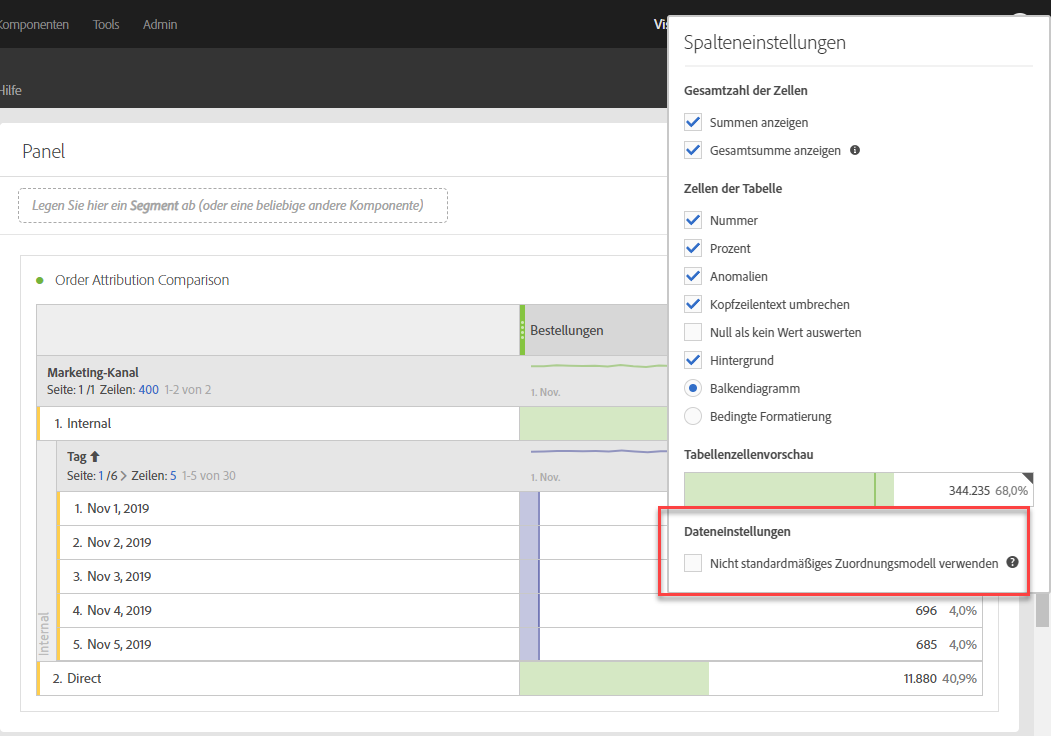 Komponenten Tools Admin
Hilfe
Panel
Legen Sie hier ein Segment ab (oder eine beliebige andere Komponente)
Order Attribution Comparison
Bestellungen
Marketing-Kanal
Seite: 1 /1 Zeilen: 400 1-2 von 2
1. Nov.
1. Internal
Tag
Seite: 1 /6 > Zeilen: 5 1-5 von 30
1. Nov.
Internal
1. Nov 1, 2019
2. Nov 2, 2019
3. Nov 3, 2019
4. Nov 4, 2019 696 4,0%
5. Nov 5, 2019 685 4,0%
2. Direct 11.880 40,9%
Spalteneinstellungen
Gesamtzahl der Zellen
Summen anzeigen
Gesamtsumme anzeigen
Zellen der Tabelle
Nummer
Prozent
Anomalien
Kopfzeilentext umbrechen
Null als kein Wert auswerten
Hintergrund
Balkendiagramm
Bedingte Formatierung
Tabellenzellenvorschau
344.235 68,0%
Dateneinstellungen
Nicht standardmäßiges Zuordnungsmodell verwenden